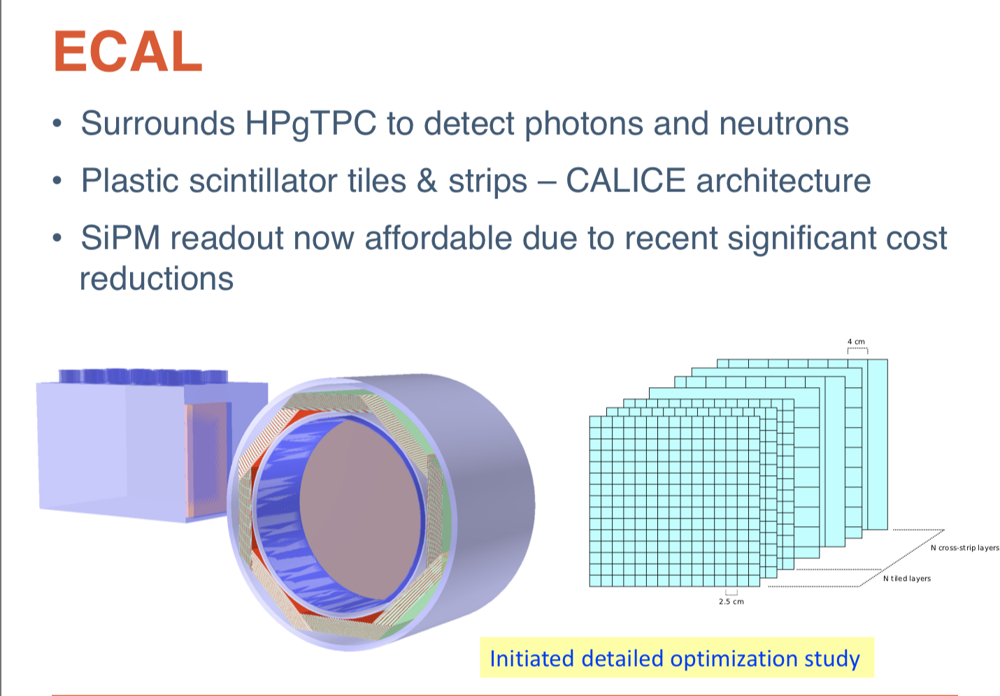 ECAL
• Surrounds HPgTPC to detect photons and neutrons
• Plastic scintillator tiles & strips – CALICE architecture
• SiPM readout now affordable due to recent significant cost
reductions
4 cm
N cross-strip layers
N tiled layers
2.5 cm
Initiated detailed optimization study